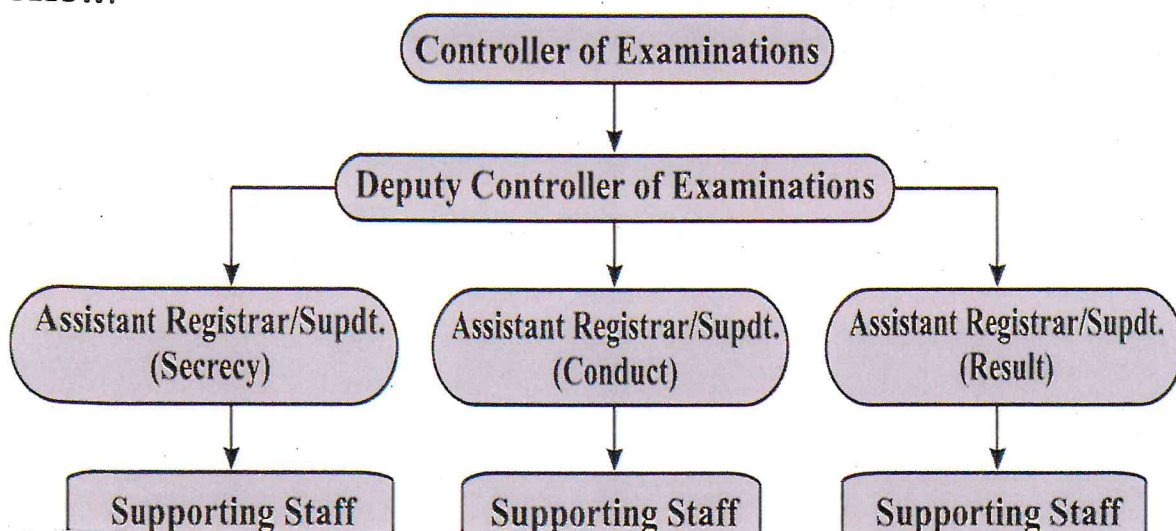 Controller of Examinations
Deputy Controller of Examinations
Assistant Registrar/Supdt.
(Secrecy)
Assistant Registrar/Supdt.
(Conduct)
Assistant Registrar/Supdt.
(Result)
Supporting Staff
Supporting Staff
Supporting Staff